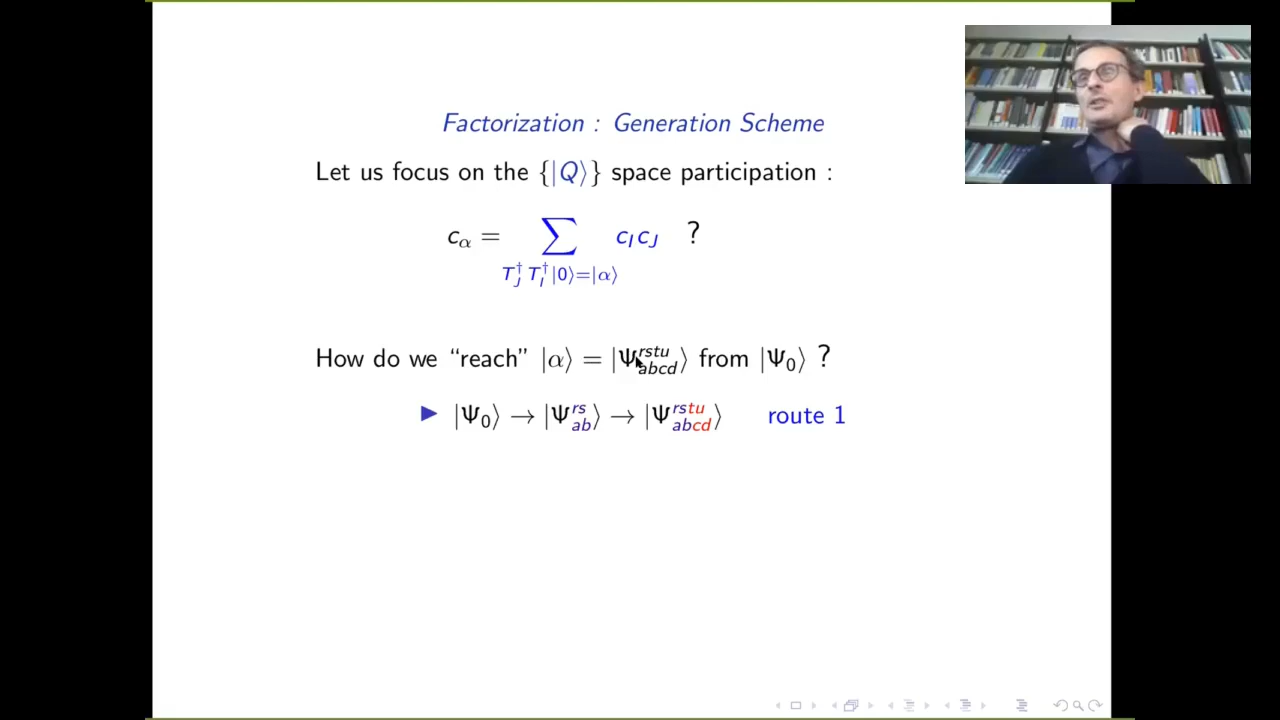 Factorization : Generation Scheme
Let us focus on the {|Q⟩} space participation :
c_α = ∑_{T_J^† T_I^† |0⟩=|α⟩} c_I c_J ?
How do we “reach” |α⟩ = |Ψ_{abcd}^{rstu}⟩ from |Ψ_0⟩ ?
▶ |Ψ_0⟩ → |Ψ_{ab}^{rs}⟩ → |Ψ_{abcd}^{rstu}⟩ route 1